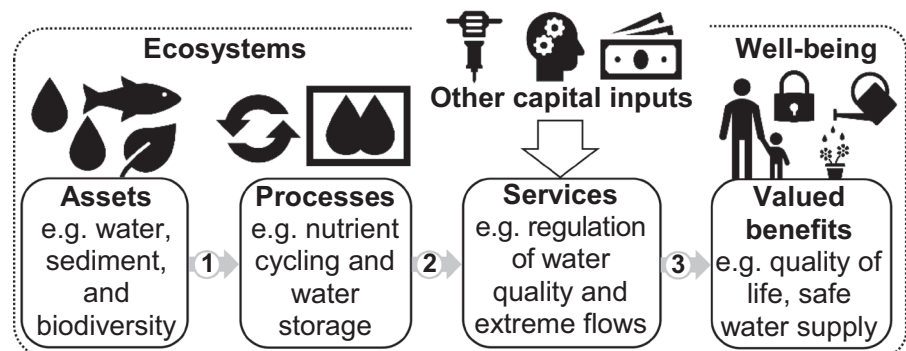 Ecosystems
Other capital inputs
Well-being
Assets
e.g. water,
sediment,
and
biodiversity
1
Processes
e.g. nutrient
cycling and
water
storage
2
Services
e.g. regulation
of water
quality and
extreme flows
3
Valued
benefits
e.g. quality of
life, safe
water supply